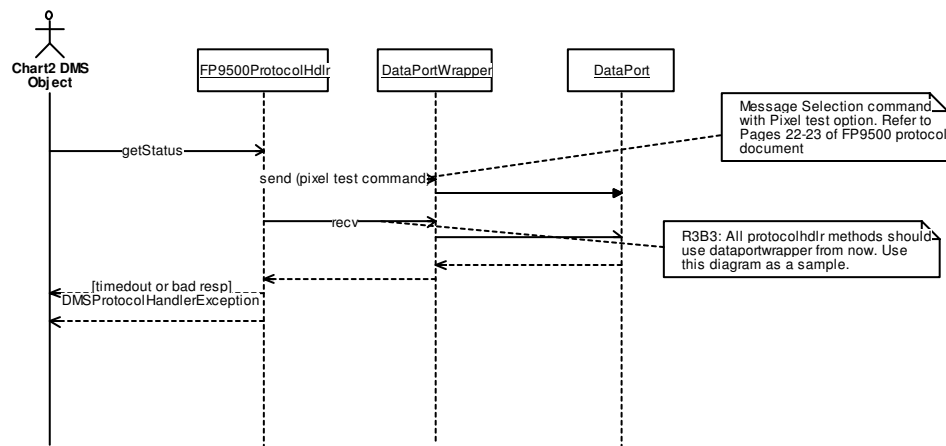 Chart2 DMS
Object
FP9500ProtocolHdlr
DataPortWrapper
DataPort
Message Selection command
with Pixel test option. Refer to
Pages 22-23 of FP9500 protocol
document
getStatus
send (pixel test command)
recv
R3B3: All protocolhdlr methods should
use dataportwrapper from now. Use
this diagram as a sample.
[timedout or bad resp]
DMSProtocolHandlerException